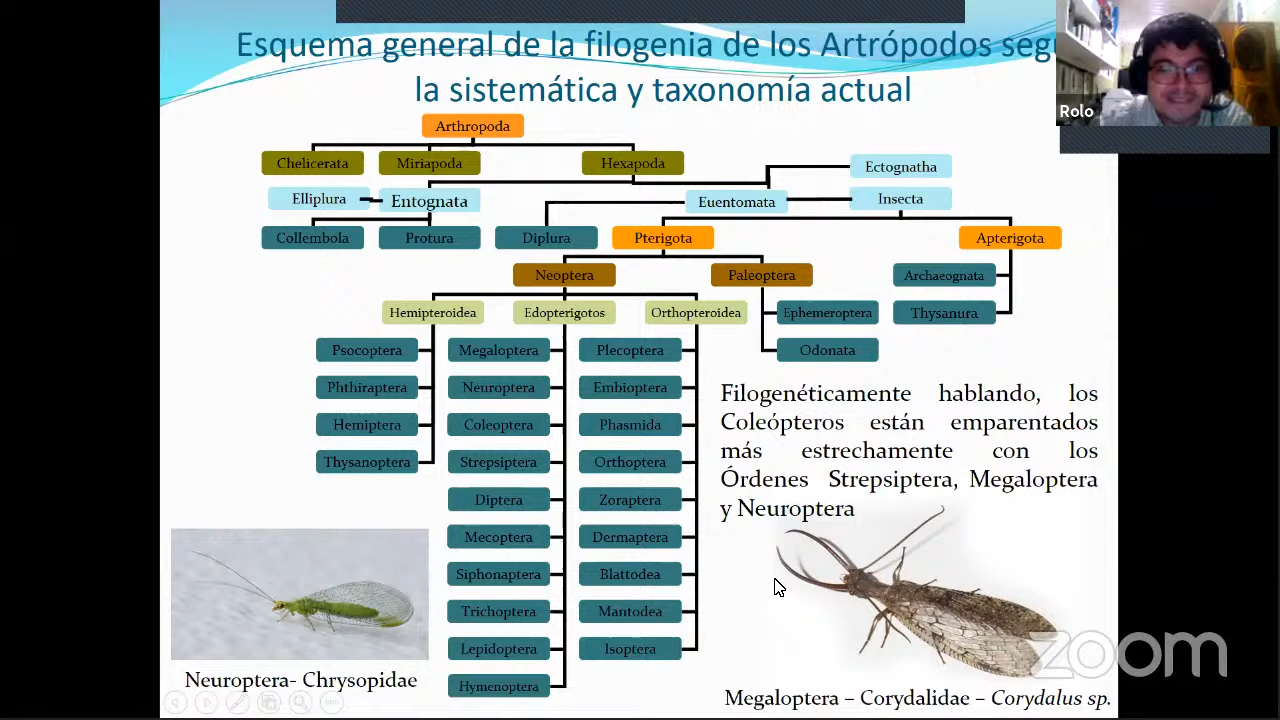 Esquema general de la filogenia de los Artrópodos segú
la sistemática y taxonomía actual
Rolo
Arthropoda
Chelicerata
Miriapoda
Hexapoda
Ectognatha
Elliplura
Entognata
Euentomata
Insecta
Collembola
Protura
Diplura
Pterigota
Apterigota
Neoptera
Paleoptera
Archaeognata
Hemipteroidea
Edopterigotos
Orthopteroidea
Ephemeroptera
Thysanura
Psocoptera
Megaloptera
Plecoptera
Odonata
Phthiraptera
Neuroptera
Embioptera
Hemiptera
Coleoptera
Phasmida
Thysanoptera
Strepsiptera
Orthoptera
Diptera
Zoraptera
Mecoptera
Dermaptera
Siphonaptera
Blattodea
Trichoptera
Mantodea
Lepidoptera
Isoptera
Hymenoptera
Filogenéticamente hablando, los
Coleópteros están emparentados
más estrechamente con los
Órdenes Strepsiptera, Megaloptera
y Neuroptera
zoom
Neuroptera- Chrysopidae
Megaloptera – Corydalidae – Corydalus sp.